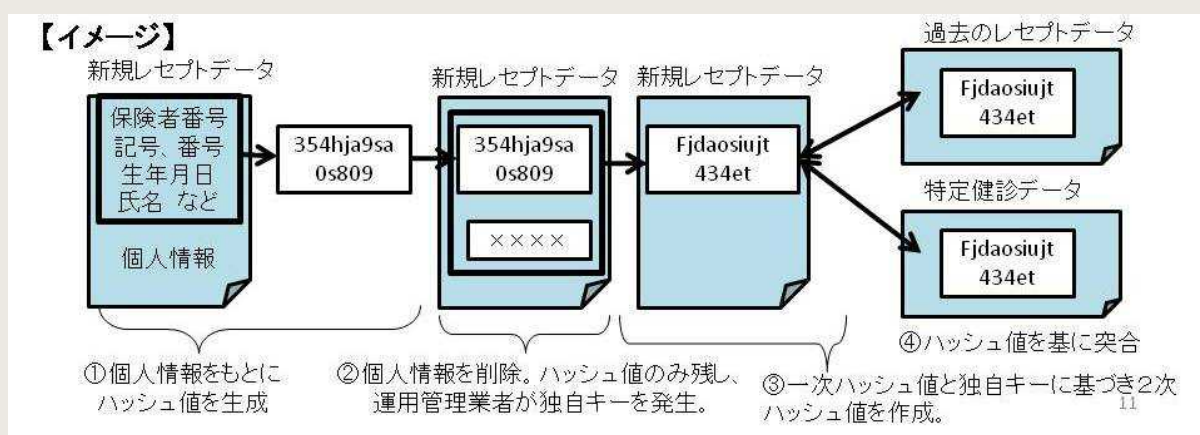 【イメージ】
新規レセプトデータ
保険者番号
記号、番号
生年月日
氏名 など
個人情報
354hja9sa
0s809
新規レセプトデータ
354hja9sa
0s809
××××
新規レセプトデータ
Fjdaosiujt
434et
過去のレセプトデータ
Fjdaosiujt
434et
特定健診データ
Fjdaosiujt
434et
①個人情報をもとに
ハッシュ値を生成
②個人情報を削除。ハッシュ値のみ残し、
運用管理業者が独自キーを発生。
③一次ハッシュ値と独自キーに基づき2次
ハッシュ値を作成。
④ハッシュ値を基に突合
11